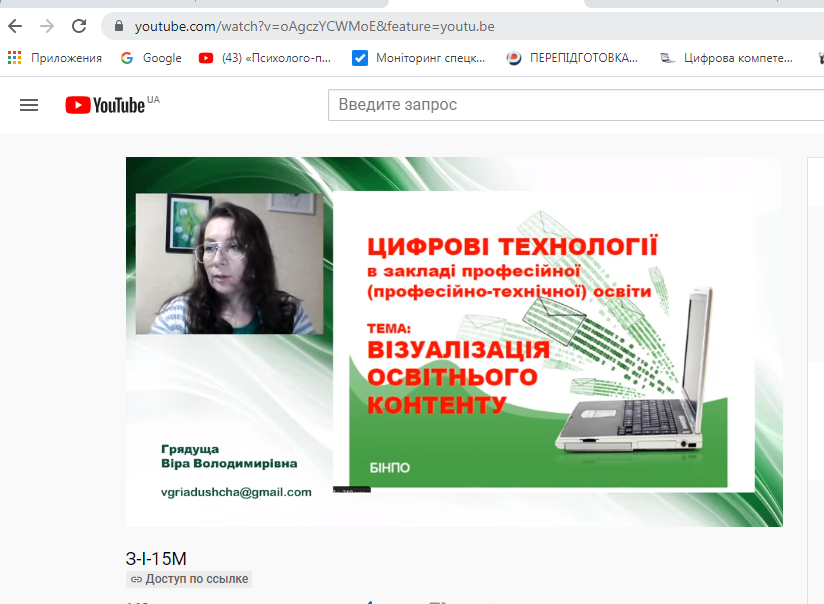 youtube.com/watch?v=oAgczYCWMoE&feature=youtu.be
Приложения Google (43) «Психолого-п... Моніторинг спецк... ПЕРЕПІДГОТОВКА... Цифрова компете...
YouTube UA
Введите запрос
ЦИФРОВІ ТЕХНОЛОГІЇ
в закладі професійної
(професійно-технічної) освіти
ТЕМА:
ВІЗУАЛІЗАЦІЯ
ОСВІТНЬОГО
КОНТЕНТУ
БІНПО
Грядуща
Віра Володимирівна
vgriadushcha@gmail.com
З-І-15М
Доступ по ссылке